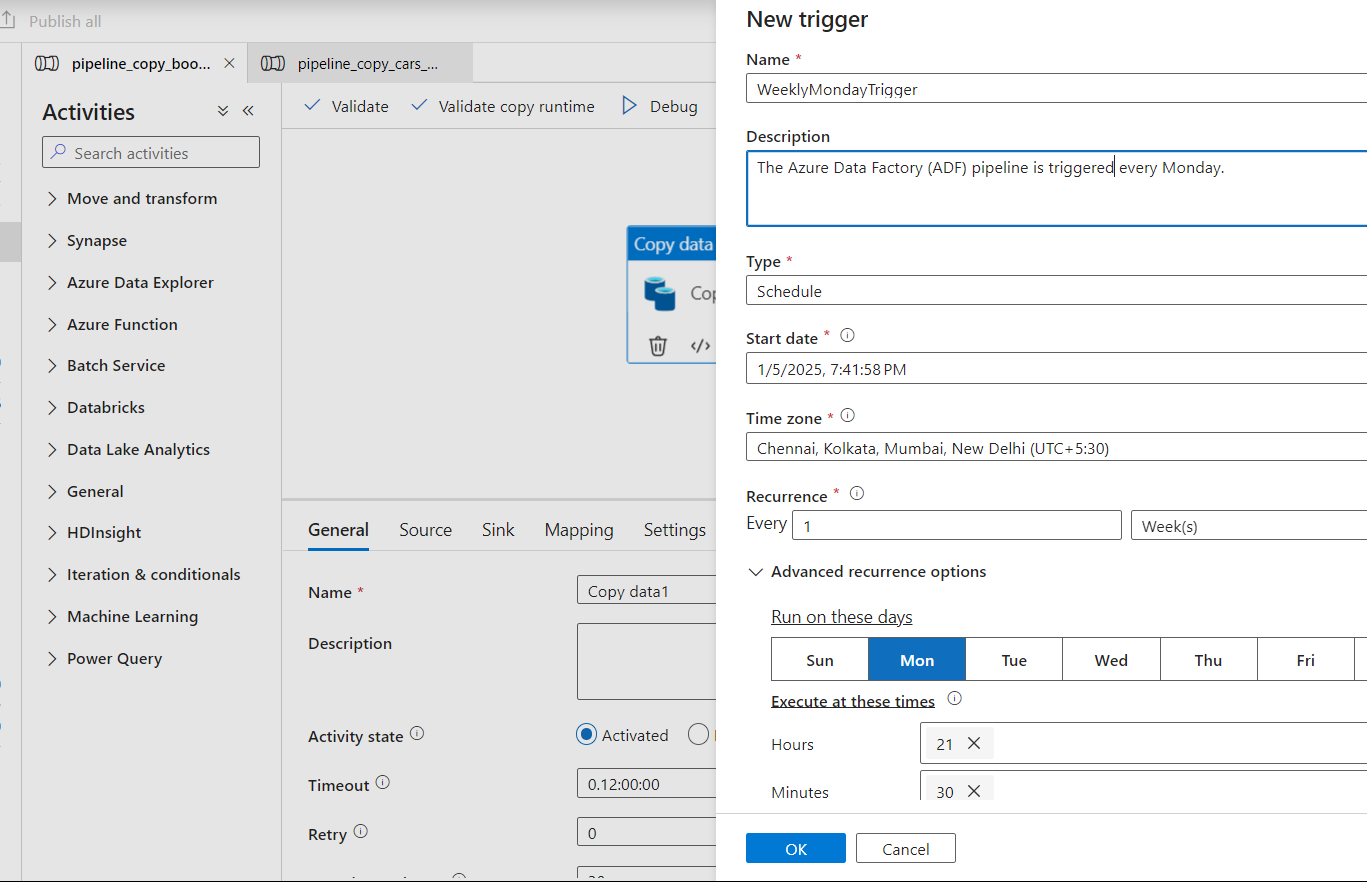 Publish all
pipeline_copy_boo...
pipeline_copy_cars_...
Activities
Search activities
Move and transform
Synapse
Azure Data Explorer
Azure Function
Batch Service
Databricks
Data Lake Analytics
General
HDInsight
Iteration & conditionals
Machine Learning
Power Query
Validate
Validate copy runtime
Debug
Copy data
Cop
General
Source
Sink
Mapping
Settings
Name *
Copy data1
Description
Activity state
Activated
Timeout
0.12:00:00
Retry
0
New trigger
Name *
WeeklyMondayTrigger
Description
The Azure Data Factory (ADF) pipeline is triggered every Monday.
Type *
Schedule
Start date *
1/5/2025, 7:41:58 PM
Time zone *
Chennai, Kolkata, Mumbai, New Delhi (UTC+5:30)
Recurrence *
Every 1 Week(s)
Advanced recurrence options
Run on these days
Sun Mon Tue Wed Thu Fri
Execute at these times
Hours
21
Minutes
30
OK
Cancel